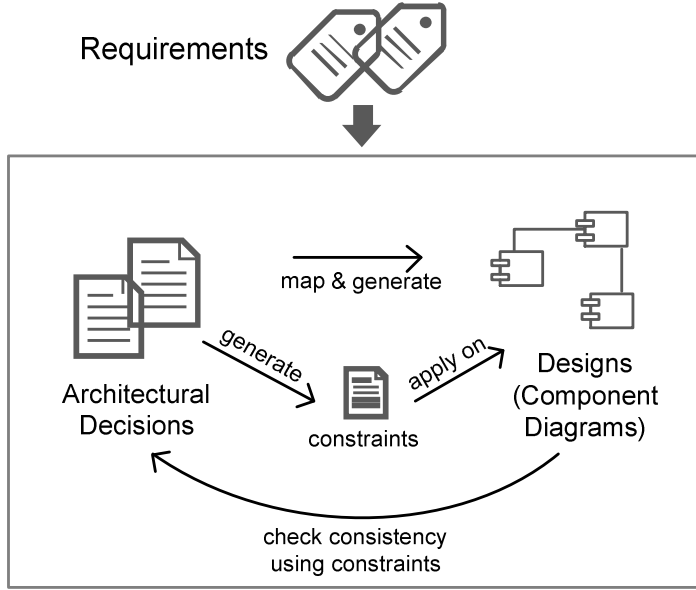 Requirements
map & generate
generate
apply on
constraints
Architectural
Decisions
Designs
(Component
Diagrams)
check consistency
using constraints